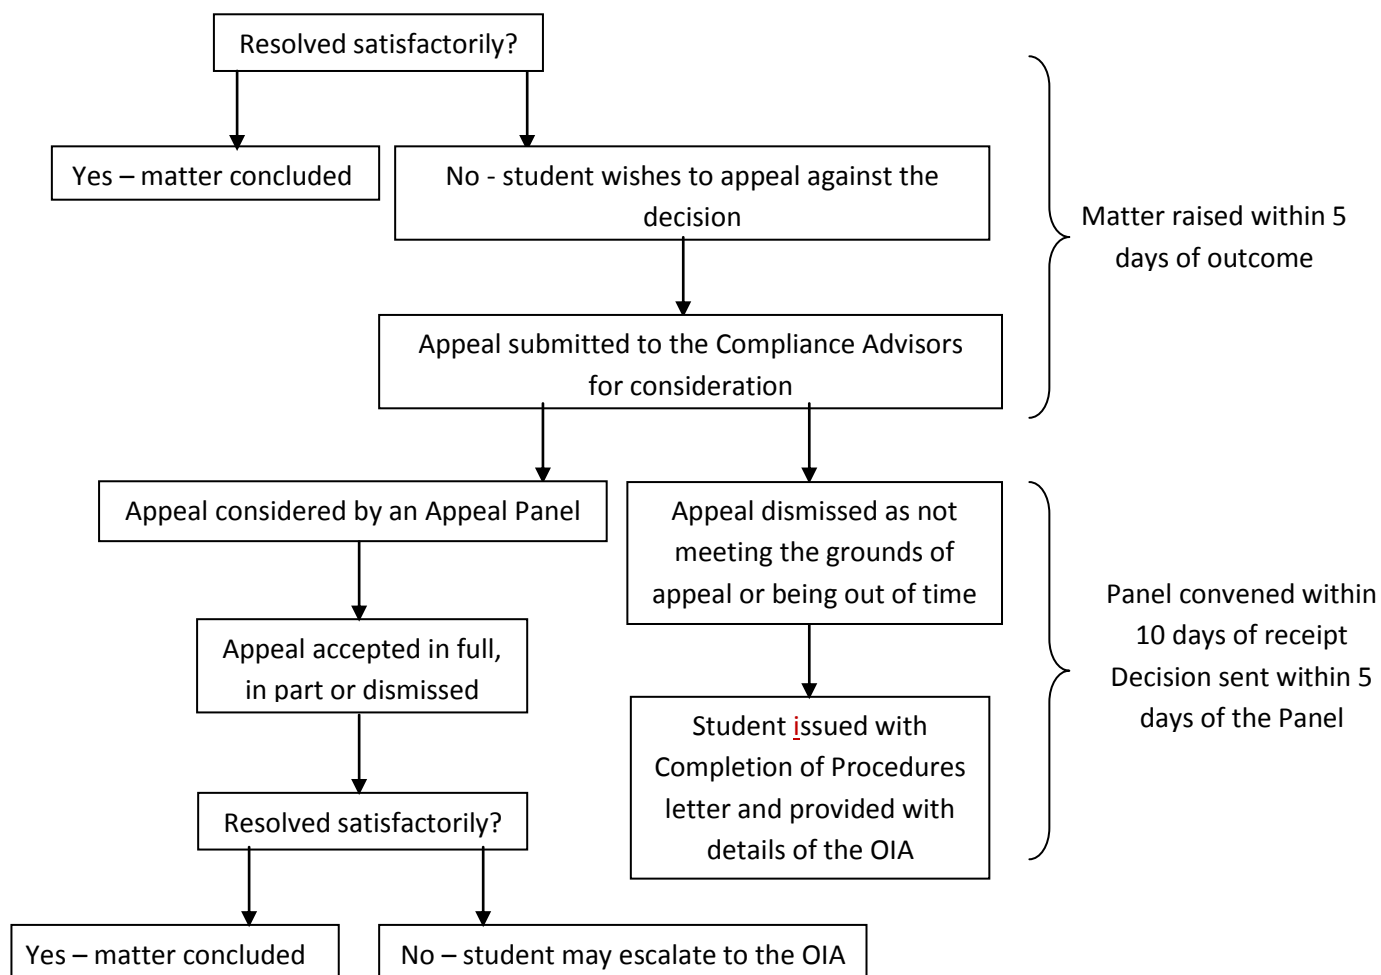 Resolved satisfactorily?
Yes – matter concluded
No - student wishes to appeal against the
decision
Matter raised within 5
days of outcome
Appeal submitted to the Compliance Advisors
for consideration
Appeal considered by an Appeal Panel
Appeal dismissed as not
meeting the grounds of
appeal or being out of time
Panel convened within
10 days of receipt
Decision sent within 5
days of the Panel
Appeal accepted in full,
in part or dismissed
Student issued with
Completion of Procedures
letter and provided with
details of the OIA
Resolved satisfactorily?
Yes – matter concluded
No – student may escalate to the OIA